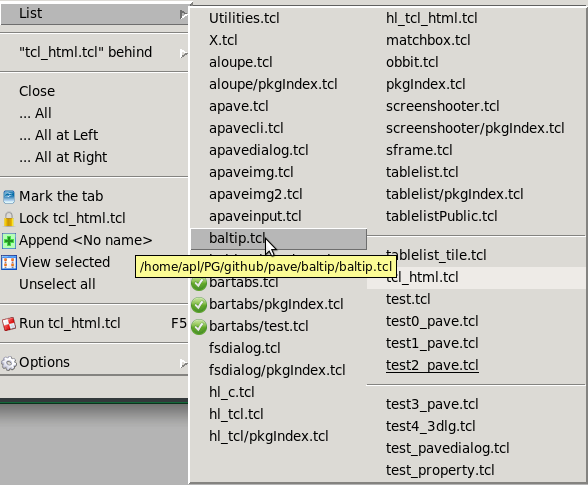 List
"tcl_html.tcl" behind
Close
... All
... All at Left
... All at Right
Mark the tab
Lock tcl_html.tcl
Append <No name>
View selected
Unselect all
Run tcl_html.tcl F5
Options
Utilities.tcl
X.tcl
aloupe.tcl
aloupe/pkgIndex.tcl
apave.tcl
apavecli.tcl
apavedialog.tcl
apaveimg.tcl
apaveimg2.tcl
apaveinput.tcl
baltip.tcl
/home/apl/PG/github/pave/baltip/baltip.tcl
bartabs.tcl
bartabs/pkgIndex.tcl
bartabs/test.tcl
fsdialog.tcl
fsdialog/pkgIndex.tcl
hl_c.tcl
hl_tcl.tcl
hl_tcl/pkgIndex.tcl
hl_tcl_html.tcl
matchbox.tcl
obbit.tcl
pkgIndex.tcl
screenshooter.tcl
screenshooter/pkgIndex.tcl
sframe.tcl
tablelist.tcl
tablelist/pkgIndex.tcl
tablelistPublic.tcl
tablelist_tile.tcl
tcl_html.tcl
test.tcl
test0_pave.tcl
test1_pave.tcl
test2_pave.tcl
test3_pave.tcl
test4_3dlg.tcl
test_pavedialog.tcl
test_property.tcl